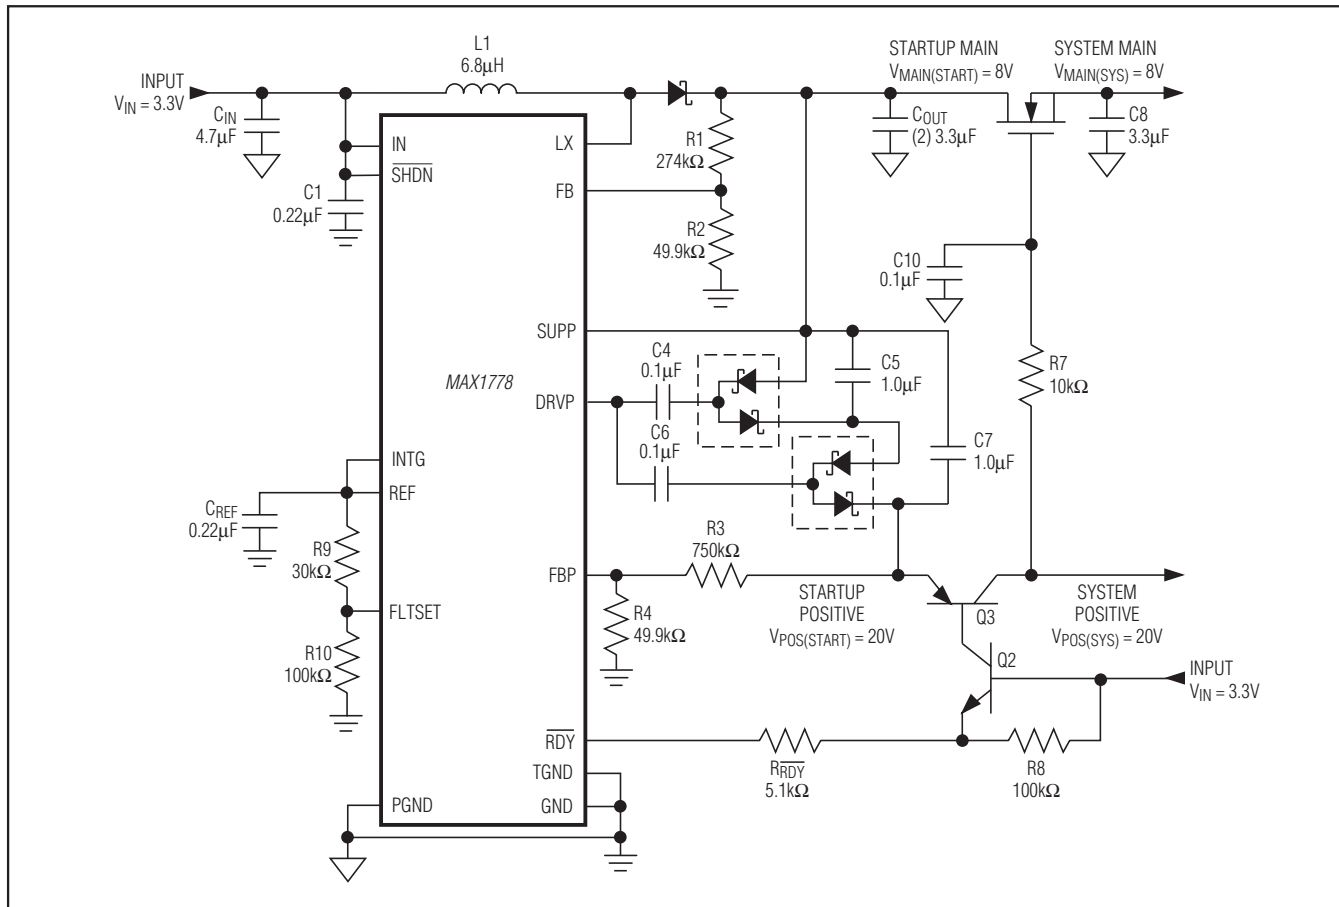 L1
6.8µH
INPUT
VIN = 3.3V
CIN
4.7µF
STARTUP MAIN
VMAIN(START) = 8V
SYSTEM MAIN
VMAIN(SYS) = 8V
COUT
(2) 3.3µF
C8
3.3µF
IN
SHDN
LX
FB
R1
274kΩ
C1
0.22µF
R2
49.9kΩ
C10
0.1µF
SUPP
MAX1778
C4
0.1µF
C5
1.0µF
R7
10kΩ
DRVP
C6
0.1µF
C7
1.0µF
INTG
REF
CREF
0.22µF
R9
30kΩ
R3
750kΩ
FBP
FLTSET
R4
49.9kΩ
STARTUP
POSITIVE
VPOS(START) = 20V
Q3
SYSTEM
POSITIVE
VPOS(SYS) = 20V
R10
100kΩ
Q2
INPUT
VIN = 3.3V
RDY
RRDY
5.1kΩ
R8
100kΩ
TGND
PGND
GND